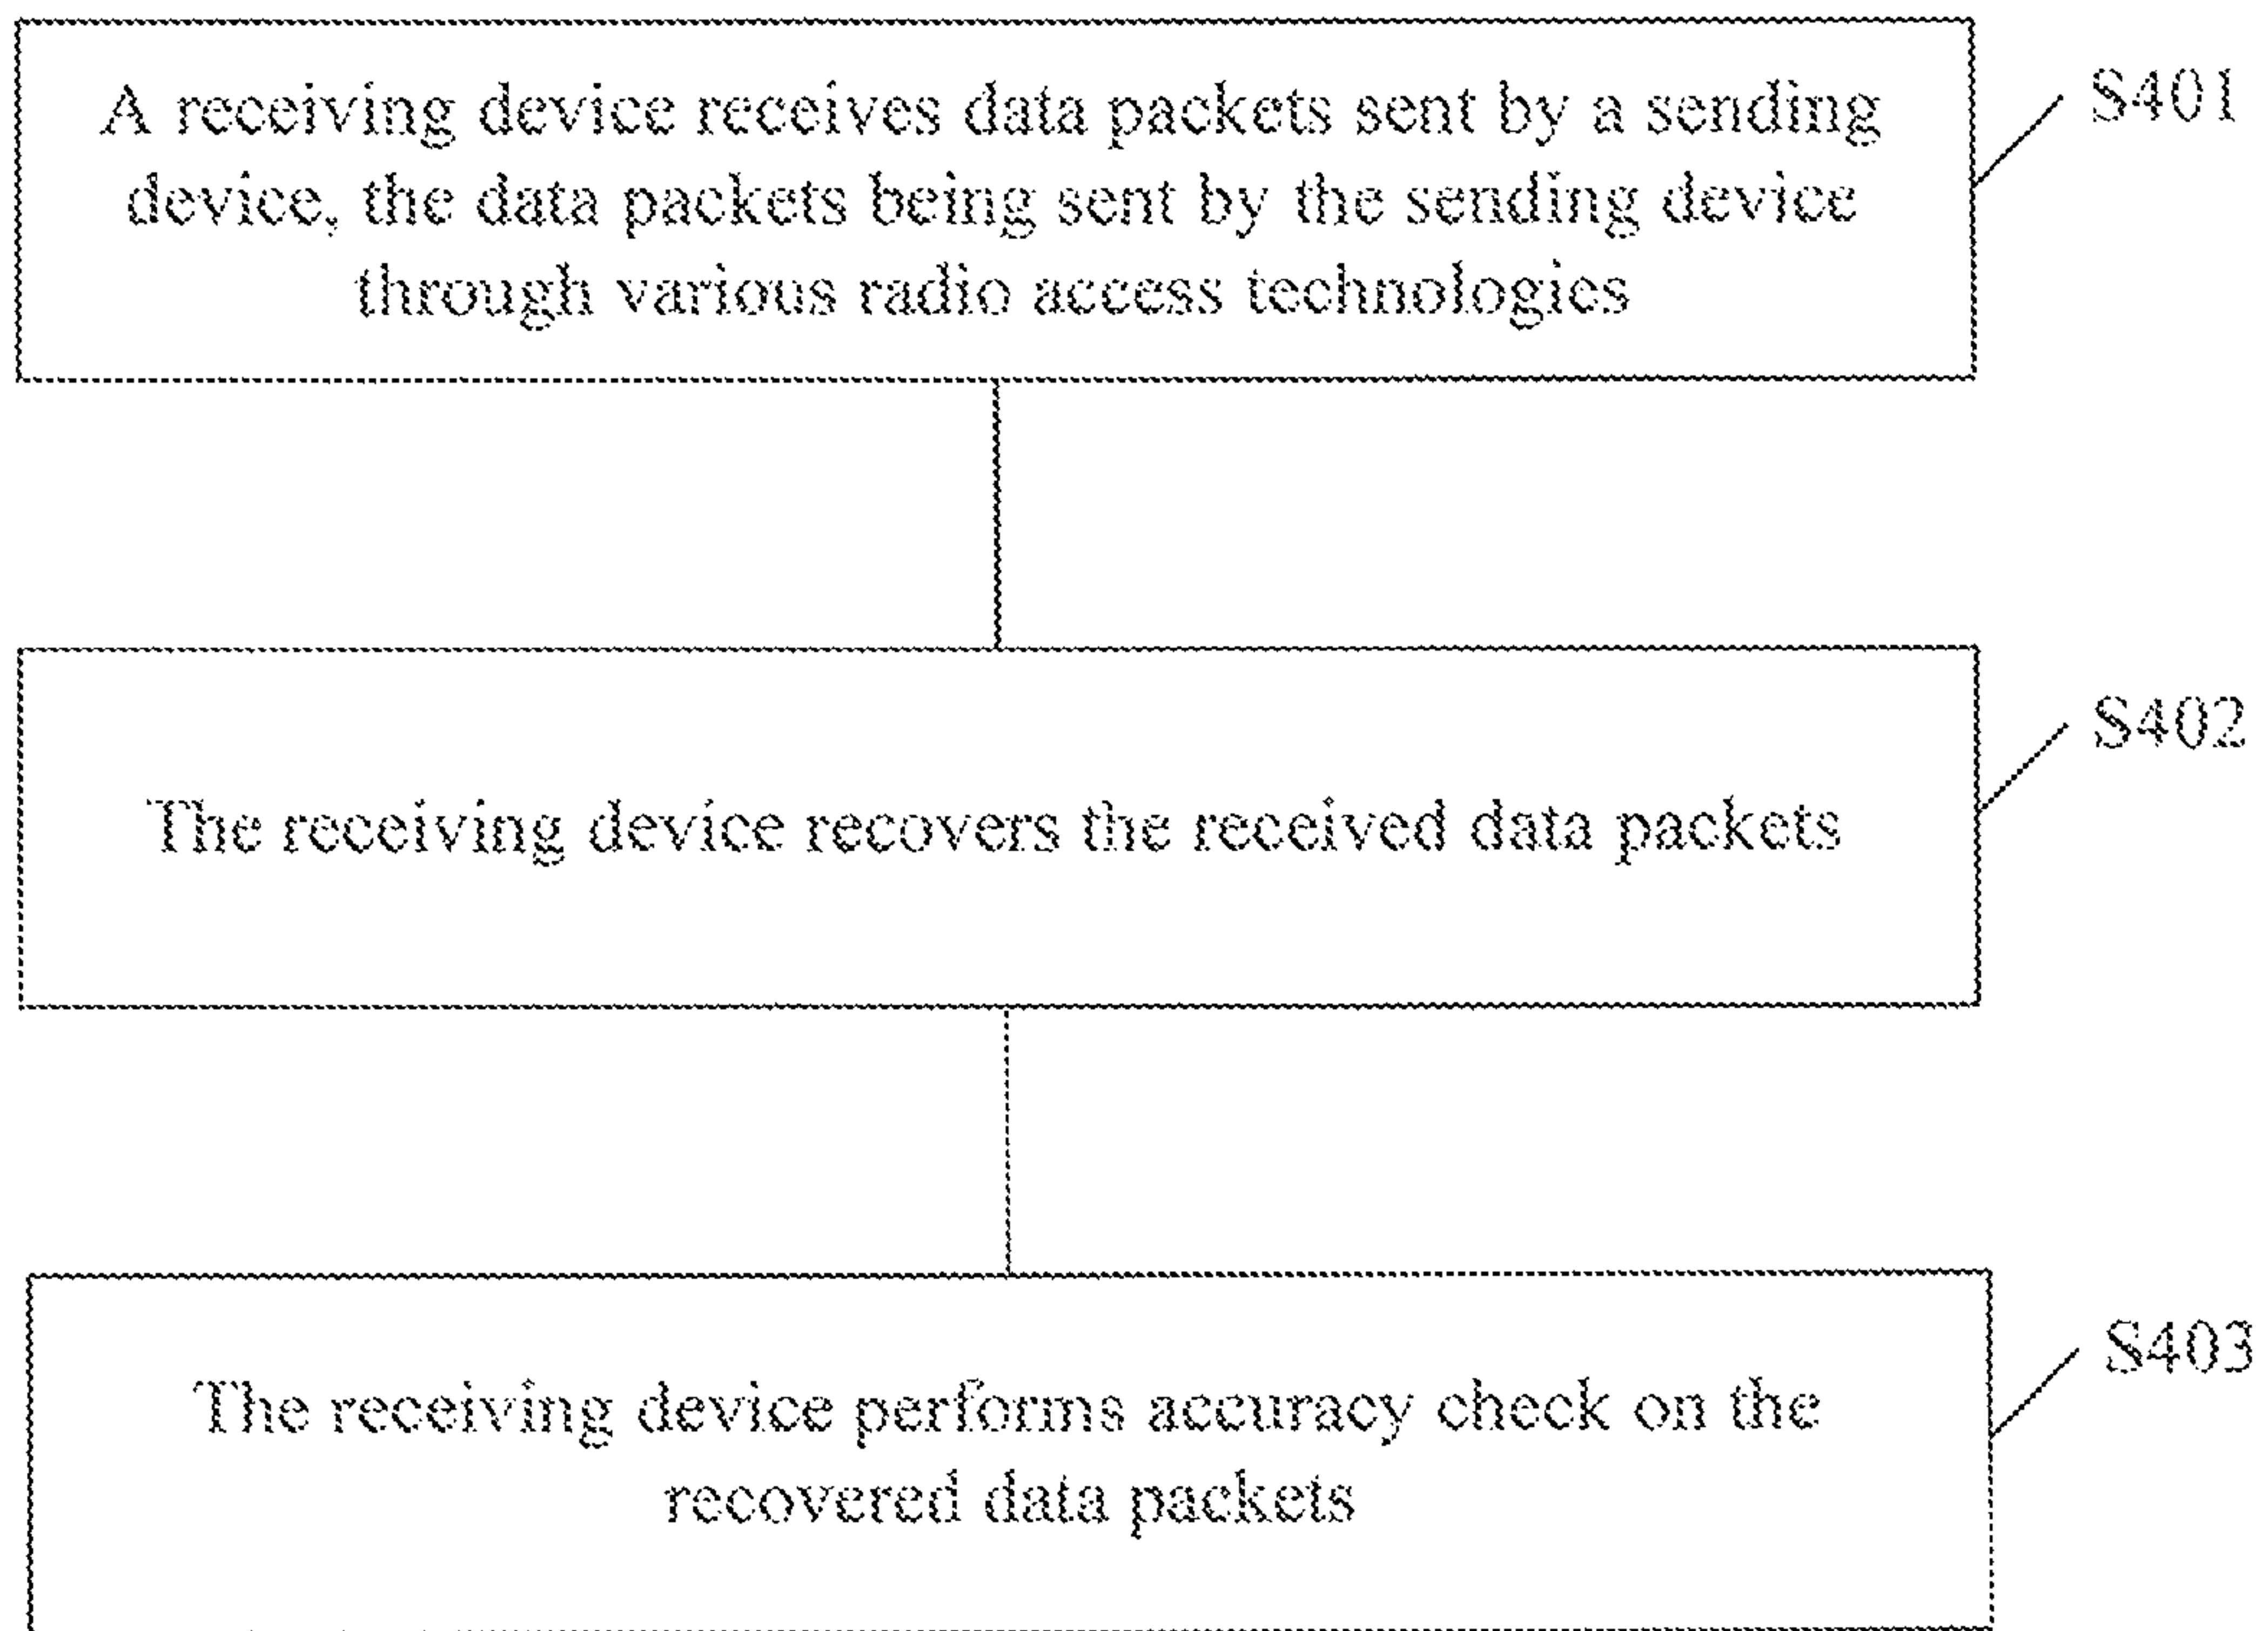 A receiving device receives data packets sent by a sending
device, the data packets being sent by the sending device
through various radio access technologies
S401
The receiving device recovers the received data packets
S402
The receiving device performs accuracy check on the
recovered data packets
S403